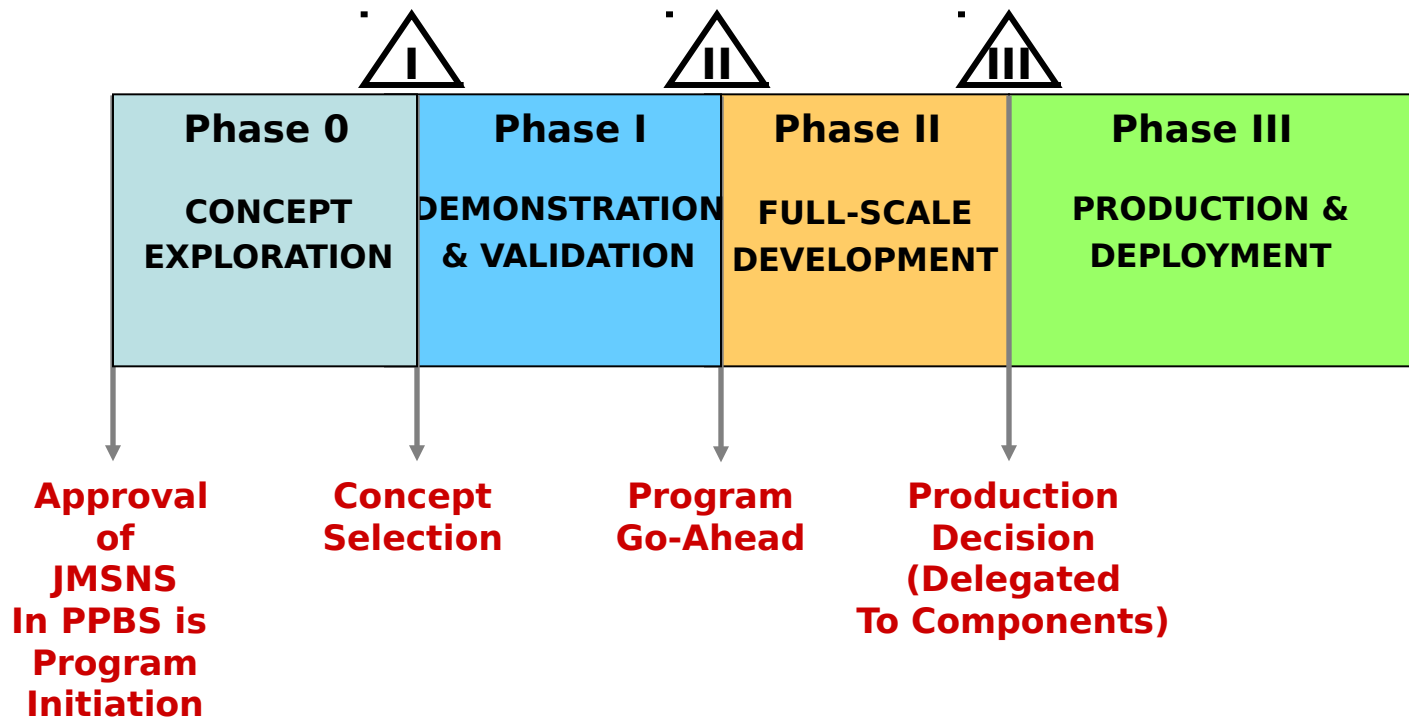 I
II
III
Phase 0
CONCEPT
EXPLORATION
Phase I
DEMONSTRATION
& VALIDATION
Phase II
FULL-SCALE
DEVELOPMENT
Phase III
PRODUCTION &
DEPLOYMENT
Approval
of
JMSNS
In PPBS is
Program
Initiation
Concept
Selection
Program
Go-Ahead
Production
Decision
(Delegated
To Components)